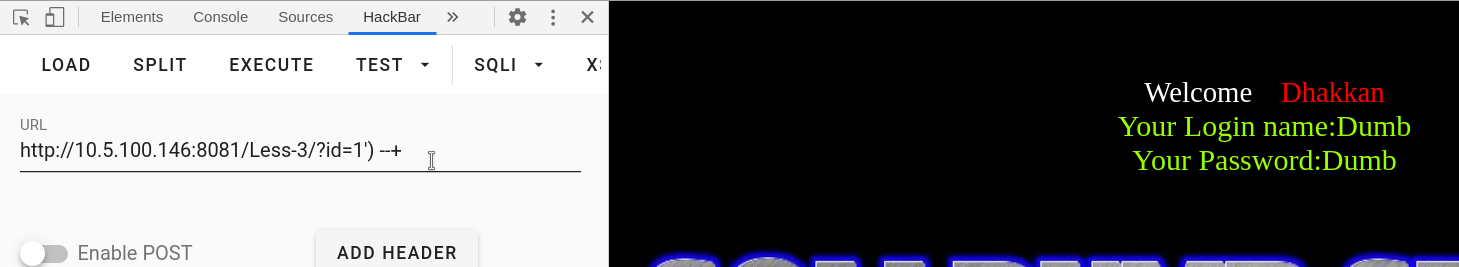 Elements Console Sources HackBar
LOAD SPLIT EXECUTE TEST SQLI
URL
http://10.5.100.146:8081/Less-3/?id=1') --+
Enable POST ADD HEADER
Welcome Dhakkan
Your Login name:Dumb
Your Password:Dumb